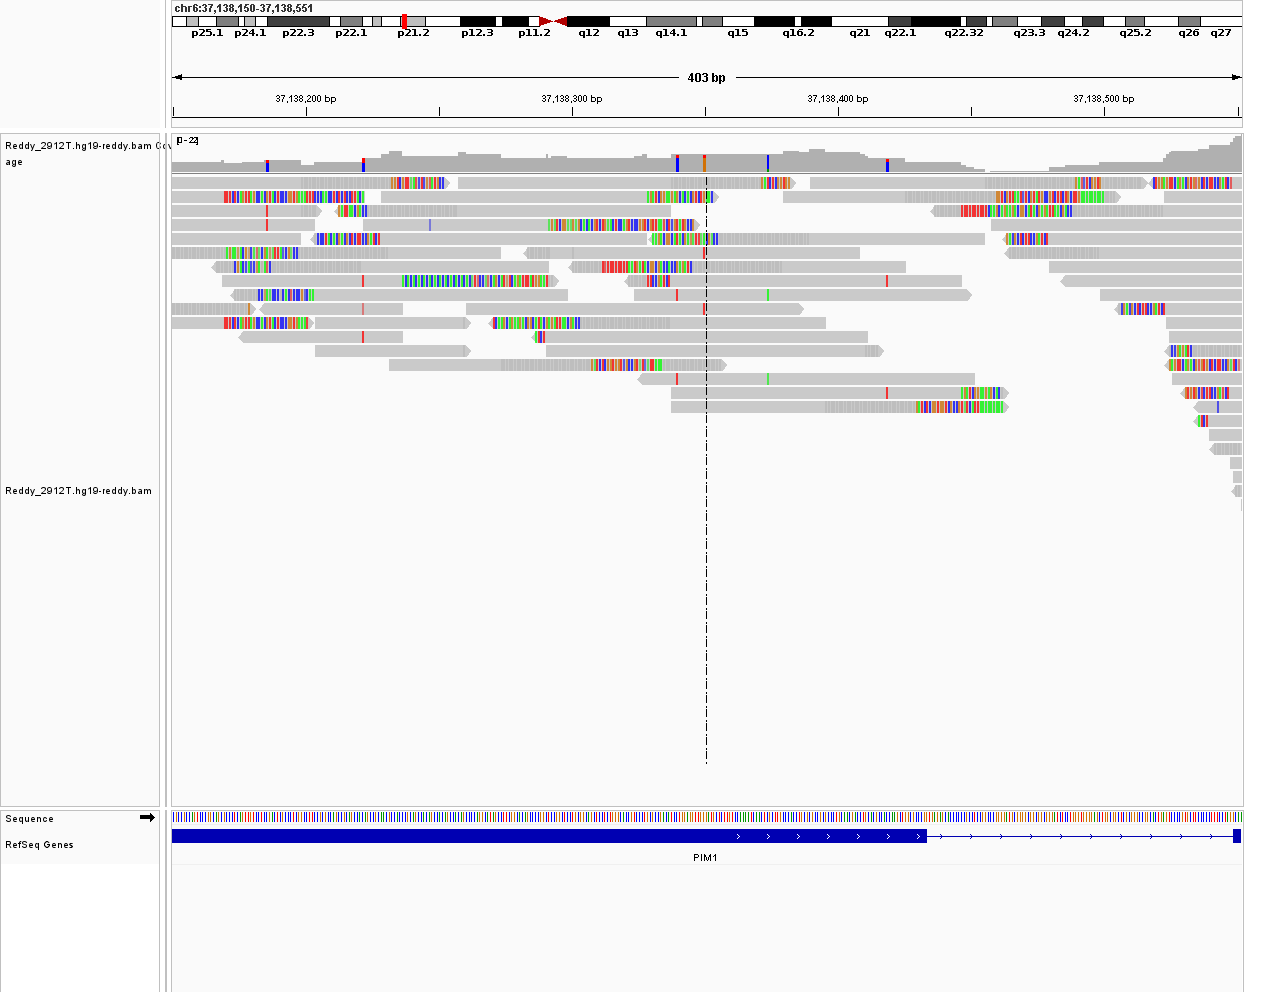 chr6:37,138,150-37,138,551
p25.1 p24.1 p22.3 p22.1 p21.2 p12.3 p11.2 q12 q13 q14.1 q15 q16.2 q21 q22.1 q22.32 q23.3 q24.2 q25.2 q26 q27
403 bp
37,138,200 bp 37,138,300 bp 37,138,400 bp 37,138,500 bp
[0-22]
Reddy_2912T.hg19-reddy.bam Cov
age
Reddy_2912T.hg19-reddy.bam
Sequence
RefSeq Genes
PIM1